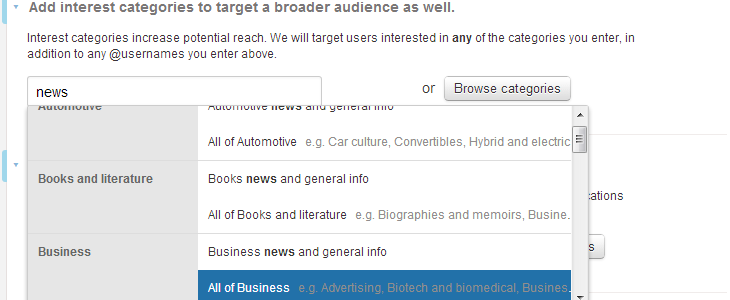 Add interest categories to target a broader audience as well.
Interest categories increase potential reach. We will target users interested in any of the categories you enter, in
addition to any @usernames you enter above.
news
or
Browse categories
Automotive
Automotive news and general info
All of Automotive e.g. Car culture, Convertibles, Hybrid and electric
Books and literature
Books news and general info
All of Books and literature e.g. Biographies and memoirs, Busine..
Business
Business news and general info
All of Business e.g. Advertising, Biotech and biomedical, Busines.
cations
s